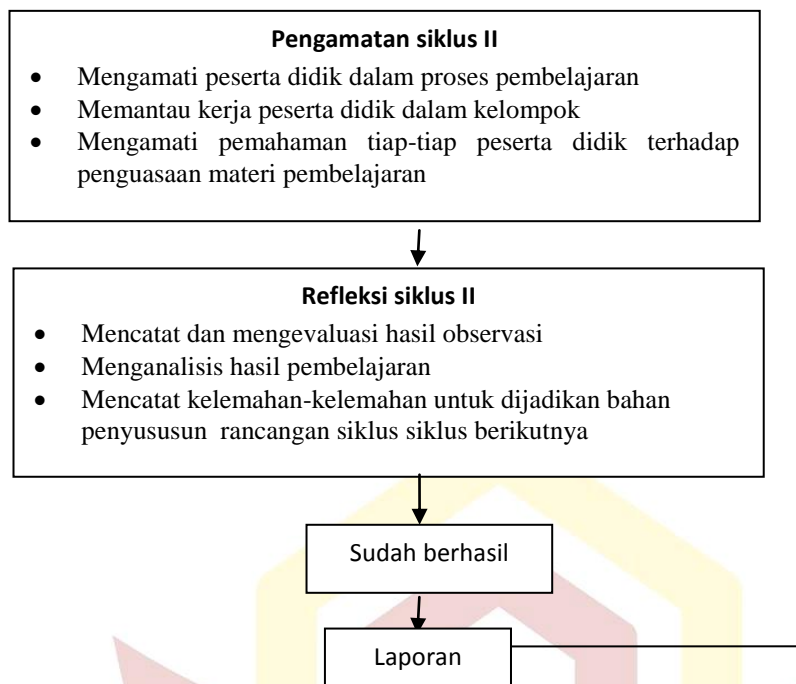 Pengamatan siklus II
• Mengamati peserta didik dalam proses pembelajaran
• Memantau kerja peserta didik dalam kelompok
• Mengamati pemahaman tiap-tiap peserta didik terhadap
penguasaan materi pembelajaran
Refleksi siklus II
• Mencatat dan mengevaluasi hasil observasi
• Menganalisis hasil pembelajaran
• Mencatat kelemahan-kelemahan untuk dijadikan bahan
penyususun rancangan siklus siklus berikutnya
Sudah berhasil
Laporan